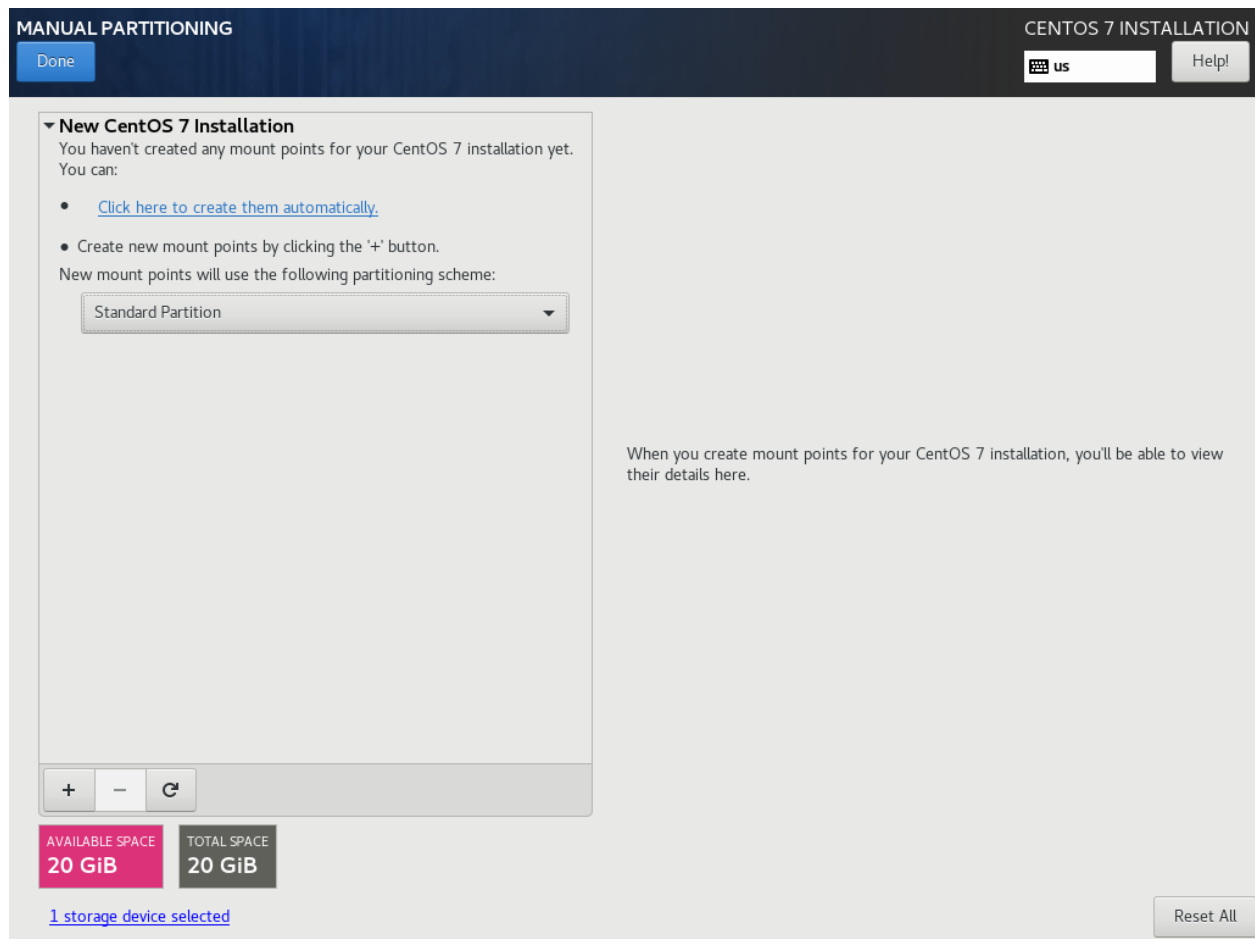 MANUAL PARTITIONING
CENTOS 7 INSTALLATION
Done
us
Help!
New CentOS 7 Installation
You haven't created any mount points for your CentOS 7 installation yet.
You can:
• Click here to create them automatically.
• Create new mount points by clicking the '+' button.
New mount points will use the following partitioning scheme:
Standard Partition
When you create mount points for your CentOS 7 installation, you'll be able to view
their details here.
+ −
AVAILABLE SPACE
20 GiB
TOTAL SPACE
20 GiB
1 storage device selected
Reset All